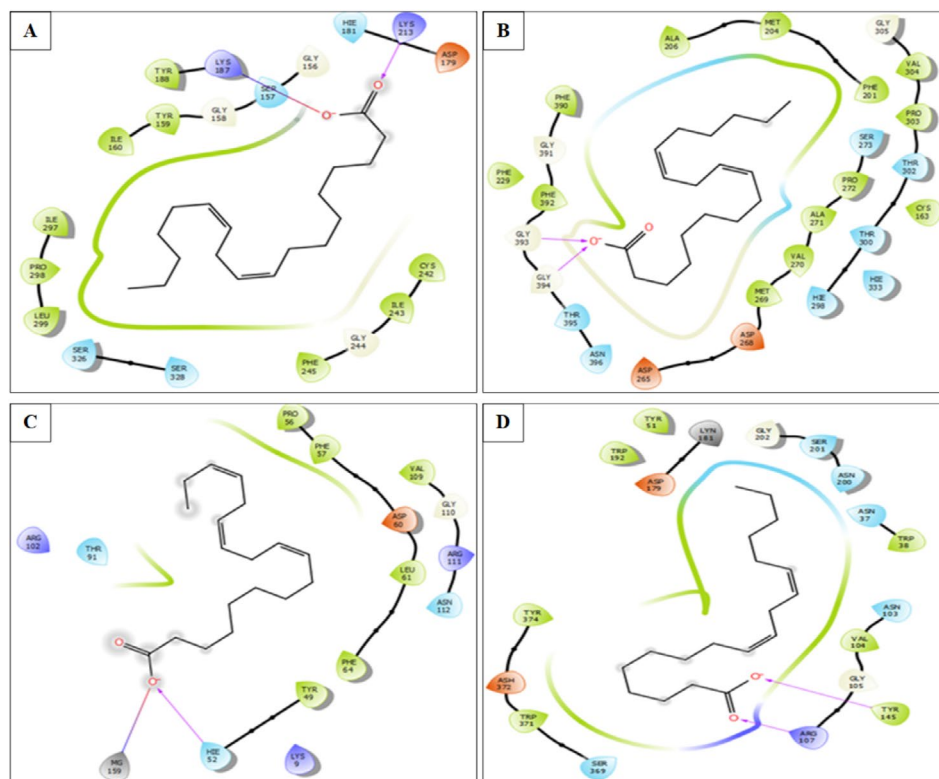 A
HIE
181
LYS
213
ASP
179
GLY
156
TYR
188
LYS
187
SER
157
GLY
158
TYR
159
ILE
160
O
O⁻
ILE
297
PRO
298
LEU
299
SER
326
SER
328
CYS
242
ILE
243
GLY
244
PHE
245
B
MET
204
ALA
206
GLY
305
VAL
304
PHE
201
PRO
303
SER
273
THR
302
PRO
272
CYS
163
ALA
271
THR
300
VAL
270
HIE
333
HIE
298
MET
269
ASP
268
ASP
265
PHE
390
GLY
391
PHE
229
PHE
392
GLY
393
GLY
394
THR
395
ASN
396
O⁻
O
C
PRO
56
PHE
57
VAL
109
GLY
110
ASP
60
ARG
111
LEU
61
ASN
112
ARG
102
THR
91
PHE
64
TYR
49
HIE
52
LYS
9
MG
159
O
O⁻
D
TYR
51
LYN
181
GLY
202
SER
201
TRP
192
ASP
179
ASN
200
ASN
37
TRP
38
ASN
103
VAL
104
GLY
105
TYR
145
ARG
107
TYR
374
ASH
372
TRP
371
SER
369
O⁻
O